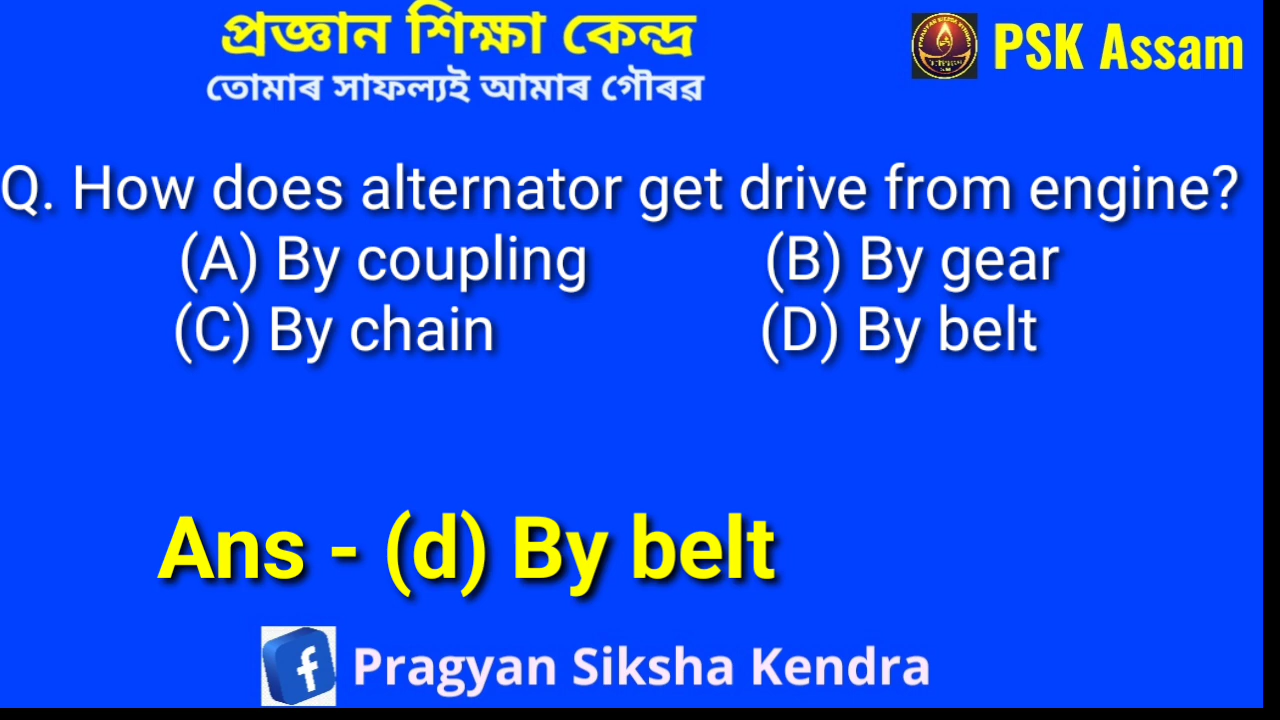 প্ৰজ্ঞান শিক্ষা কেন্দ্ৰ
PSK Assam
তোমাৰ সাফল্যই আমাৰ গৌৰৱ
Q. How does alternator get drive from engine?
(A) By coupling (B) By gear
(C) By chain (D) By belt
Ans - (d) By belt
Pragyan Siksha Kendra